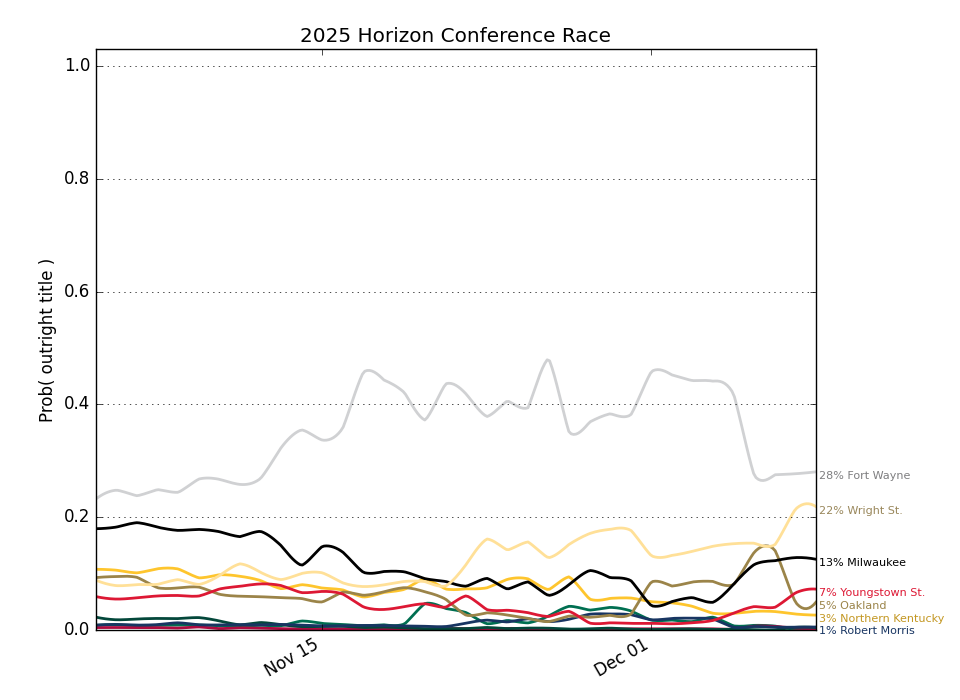 2025 Horizon Conference Race
Prob( outright title )
1.0
0.8
0.6
0.4
0.2
0.0
Nov 15
Dec 01
28% Fort Wayne
22% Wright St.
13% Milwaukee
7% Youngstown St.
5% Oakland
3% Northern Kentucky
1% Robert Morris